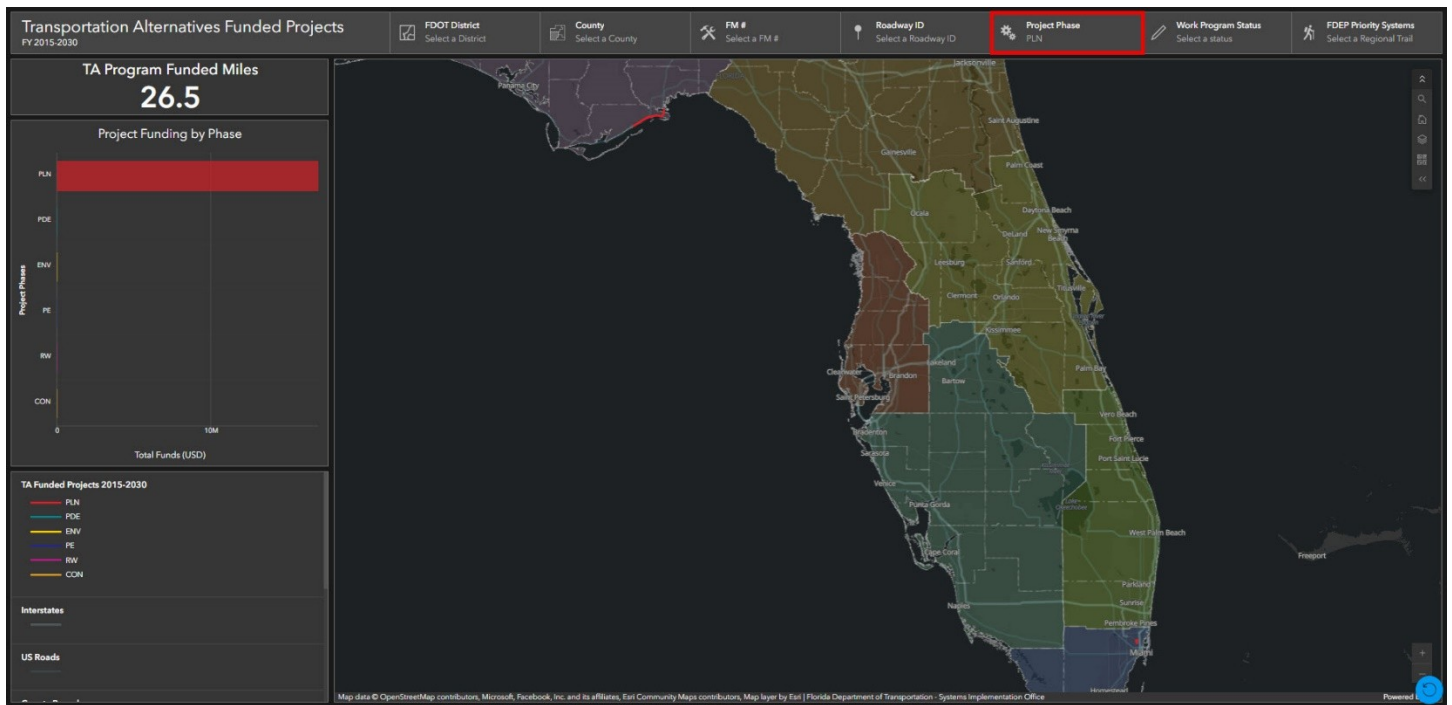 Transportation Alternatives Funded Projects
FY 2015-2030
FDOT District
Select a District
County
Select a County
FM #
Select a FM #
Roadway ID
Select a Roadway ID
Project Phase
PLN
Work Program Status
Select a status
FDEP Priority Systems
Select a Regional Trail
TA Program Funded Miles
26.5
Project Funding by Phase
Project Phases
PLN
PDE
ENV
PE
RW
CON
0
10M
Total Funds (USD)
TA Funded Projects 2015-2030
PLN
PDE
ENV
PE
RW
CON
Interstates
US Roads
Jacksonville
Panama City
Saint Augustine
Gainesville
Palm Coast
Ocala
Daytona Beach
DeLand
New Smyrna
Beach
Leesburg
Sanford
Titusville
Clermont
Orlando
Kissimmee
Lakeland
Palm Bay
Clearwater
Brandon
Bartow
Saint Petersburg
Vero Beach
Bradenton
Fort Pierce
Sarasota
Port Saint Lucie
Venice
Punta Gorda
Lake
Okeechobee
West Palm Beach
Cape Coral
Freeport
Parkland
Naples
Sunrise
Pembroke Pines
Miami
Homestead
Map data © OpenStreetMap contributors, Microsoft, Facebook, Inc. and its affiliates, Esri Community Maps contributors, Map layer by Esri | Florida Department of Transportation - Systems Implementation Office
Powered